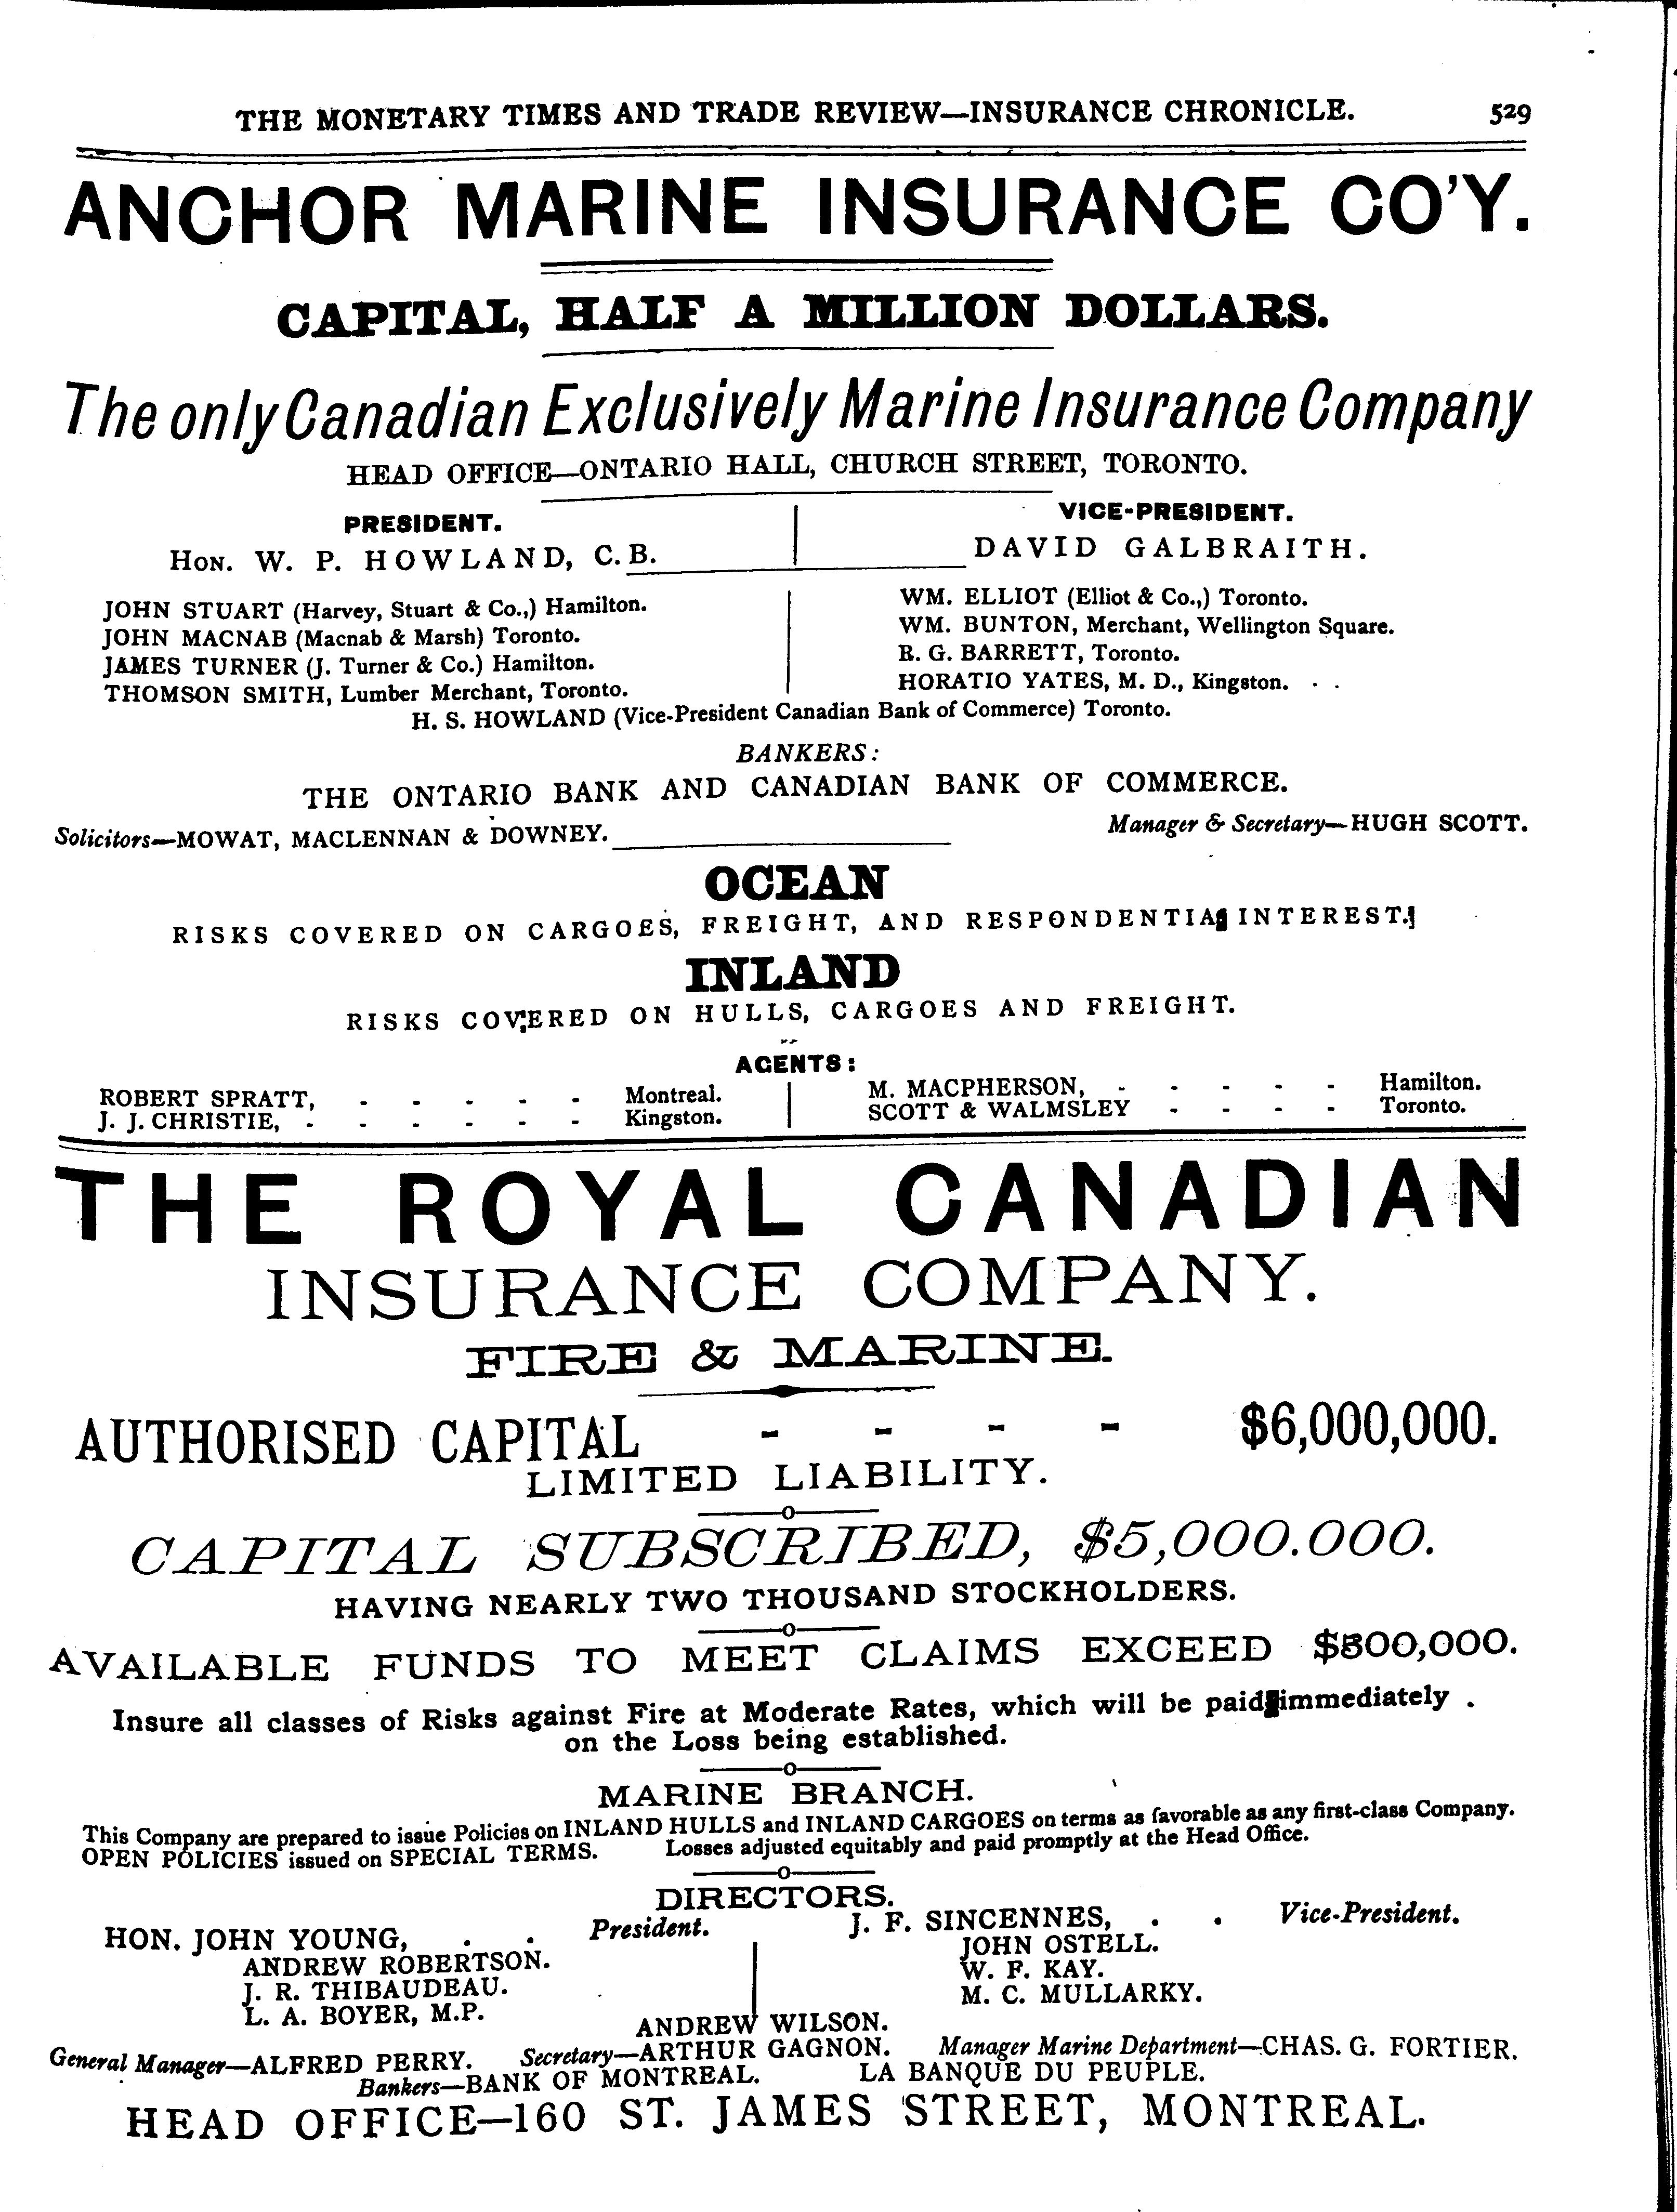 THE MONETARY TIMES AND TRADE REVIEW—INSURANCE CHRONICLE. 529
ANCHOR MARINE INSURANCE CO'Y.
CAPITAL, HALF A MILLION DOLLARS.
The only Canadian Exclusively Marine Insurance Company
HEAD OFFICE—ONTARIO HALL, CHURCH STREET, TORONTO.
PRESIDENT.
HON. W. P. HOWLAND, C.B.
VICE-PRESIDENT.
DAVID GALBRAITH.
JOHN STUART (Harvey, Stuart & Co.,) Hamilton.
JOHN MACNAB (Macnab & Marsh) Toronto.
JAMES TURNER (J. Turner & Co.) Hamilton.
THOMSON SMITH, Lumber Merchant, Toronto.
WM. ELLIOT (Elliot & Co.,) Toronto.
WM. BUNTON, Merchant, Wellington Square.
B. G. BARRETT, Toronto.
HORATIO YATES, M. D., Kingston.
H. S. HOWLAND (Vice-President Canadian Bank of Commerce) Toronto.
BANKERS:
THE ONTARIO BANK AND CANADIAN BANK OF COMMERCE.
Solicitors—MOWAT, MACLENNAN & DOWNEY. Manager & Secretary—HUGH SCOTT.
OCEAN
RISKS COVERED ON CARGOES, FREIGHT, AND RESPONDENTIA INTEREST.
INLAND
RISKS COVERED ON HULLS, CARGOES AND FREIGHT.
AGENTS:
ROBERT SPRATT, - - - - - Montreal.
J. J. CHRISTIE, - - - - - - Kingston.
M. MACPHERSON, - - - - - Hamilton.
SCOTT & WALMSLEY - - - - Toronto.
THE ROYAL CANADIAN
INSURANCE COMPANY.
FIRE & MARINE.
AUTHORISED CAPITAL - - - - $6,000,000.
LIMITED LIABILITY.
CAPITAL SUBSCRIBED, $5,000.000.
HAVING NEARLY TWO THOUSAND STOCKHOLDERS.
AVAILABLE FUNDS TO MEET CLAIMS EXCEED
Insure all classes of Risks against Fire at Moderate Rates, which will be paid immediately
on the Loss being established.
MARINE BRANCH.
This Company are prepared to issue Policies on INLAND HULLS and INLAND CARGOES on terms as favorable as any first-class Company.
OPEN POLICIES issued on SPECIAL TERMS. Losses adjusted equitably and paid promptly at the Head Office.
DIRECTORS.
HON. JOHN YOUNG, . . President.
ANDREW ROBERTSON.
J. R. THIBAUDEAU.
L. A. BOYER, M.P.
J. F. SINCENNES, . . Vice-President.
JOHN OSTELL.
W. F. KAY.
M. C. MULLARKY.
ANDREW WILSON.
General Manager—ALFRED PERRY. Secretary—ARTHUR GAGNON. Manager Marine Department—CHAS. G. FORTIER.
Bankers—BANK OF MONTREAL. LA BANQUE DU PEUPLE.
HEAD OFFICE—160 ST. JAMES STREET, MONTREAL.